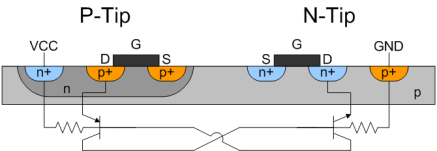 P-Tip N-Tip
VCC D G S S G D GND
n+ p+ p+ n+ n+ p+
n p